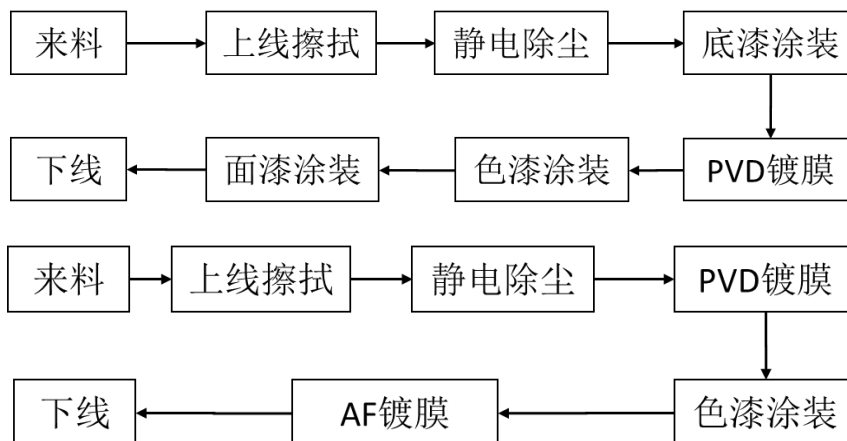 来料 上线擦拭 静电除尘 底漆涂装
下线 面漆涂装 色漆涂装 PVD镀膜
来料 上线擦拭 静电除尘 PVD镀膜
下线 AF镀膜 色漆涂装